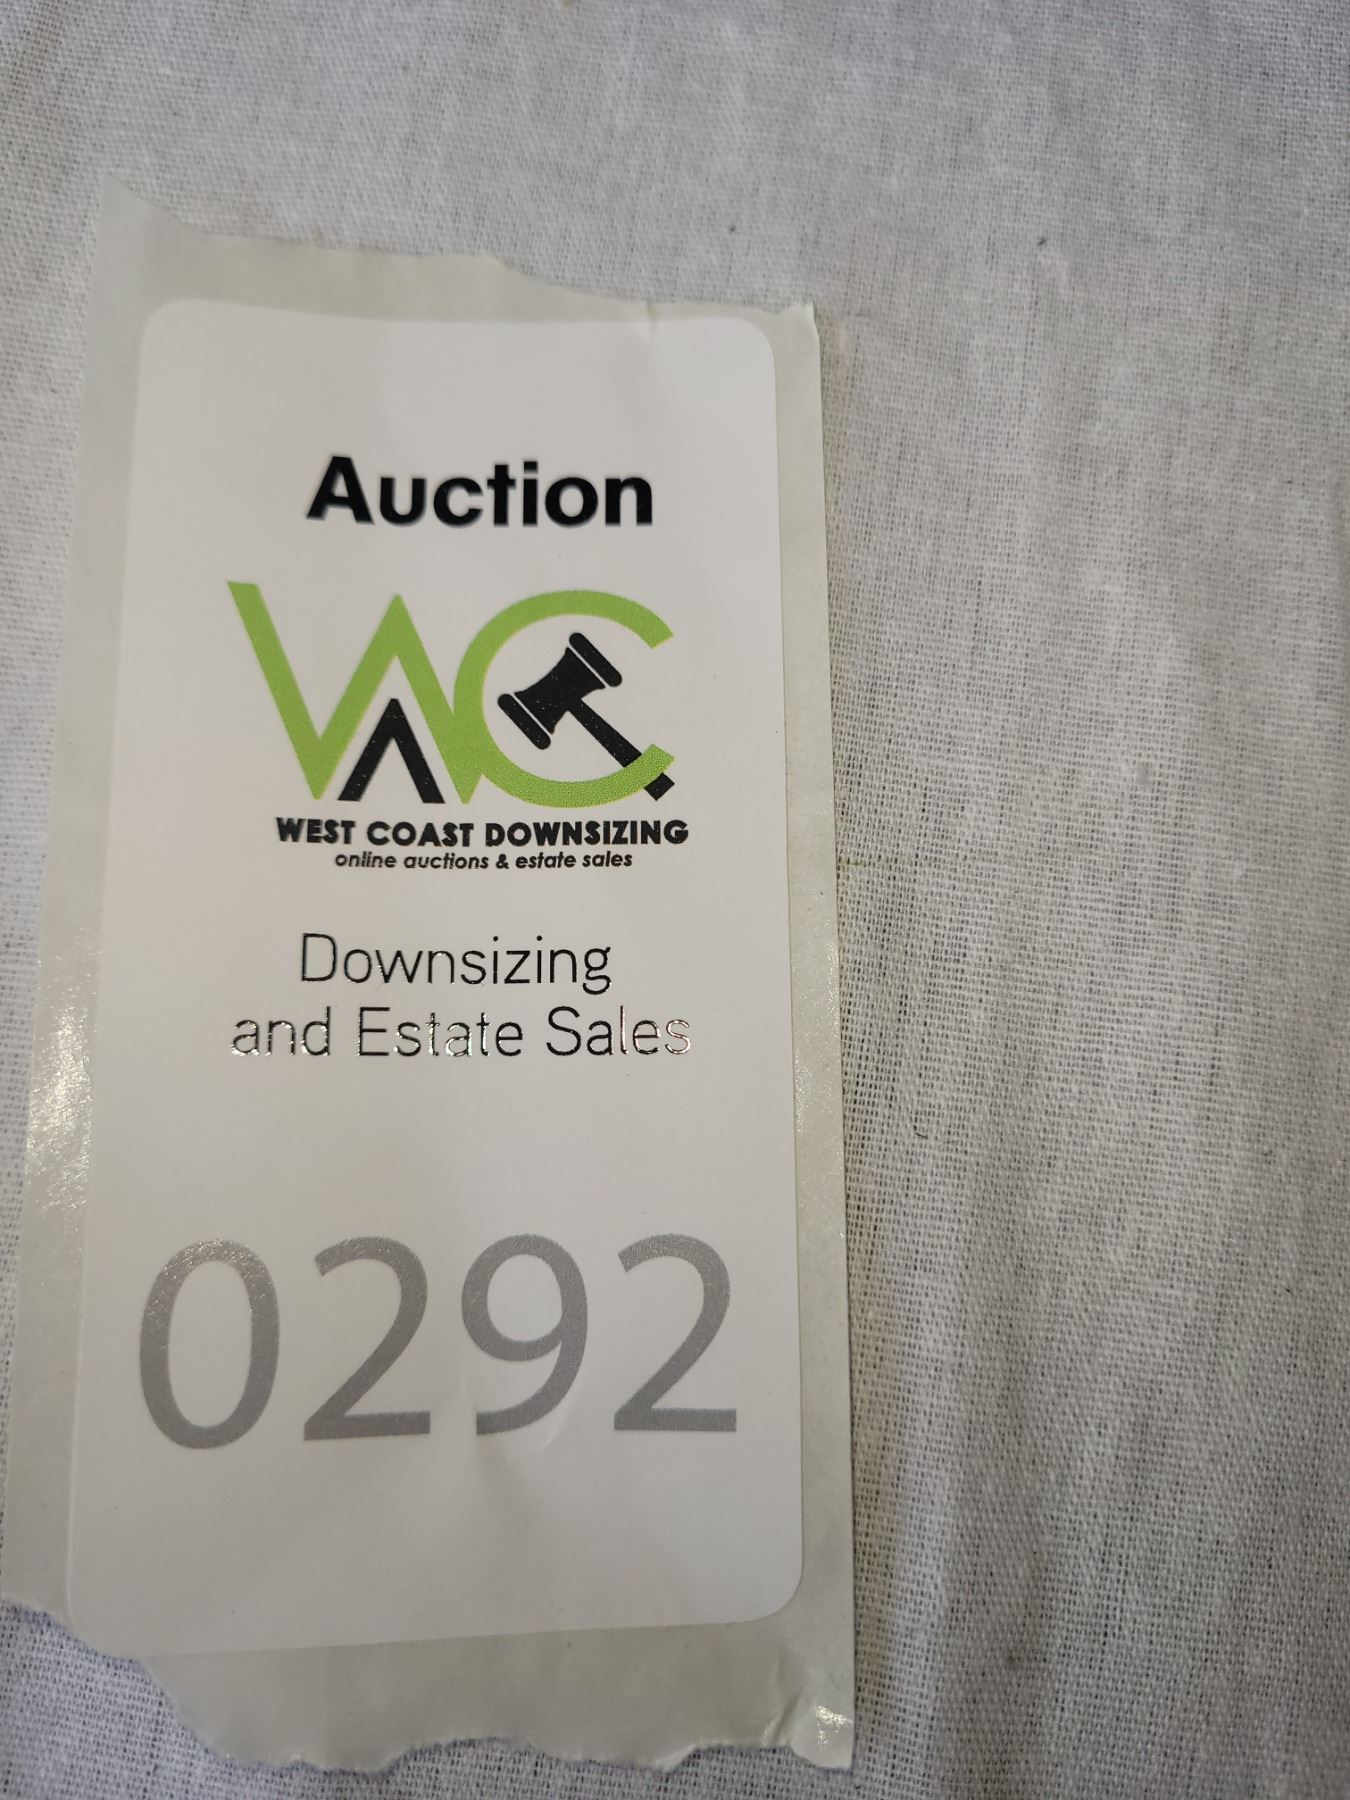 Auction
WC
WEST COAST DOWNSIZING
online auctions & estate sales
Downsizing
and Estate Sales
0292